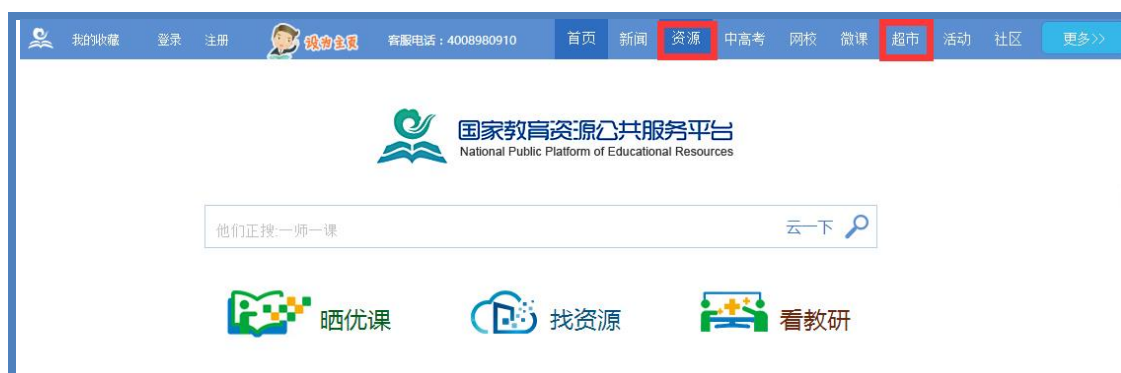 我的收藏 登录 注册 设为主页 客服电话：4008980910 首页 新闻 资源 中高考 网校 微课 超市 活动 社区 更多>>
国家教育资源公共服务平台
National Public Platform of Educational Resources
他们正搜:一师一课 云一下
晒优课 找资源 看教研